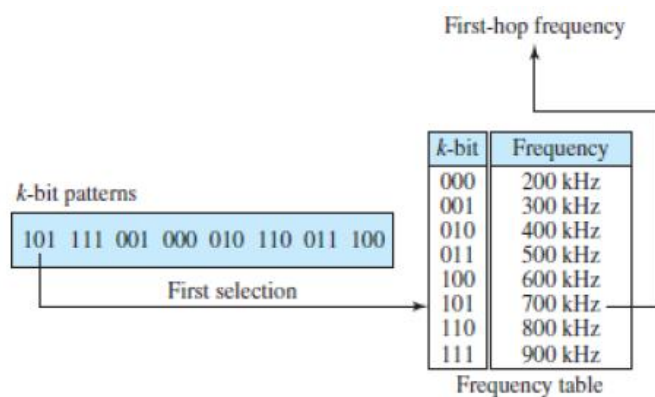 First-hop frequency
k-bit Frequency
000 200 kHz
001 300 kHz
010 400 kHz
011 500 kHz
100 600 kHz
101 700 kHz
110 800 kHz
111 900 kHz
Frequency table
k-bit patterns
101 111 001 000 010 110 011 100
First selection